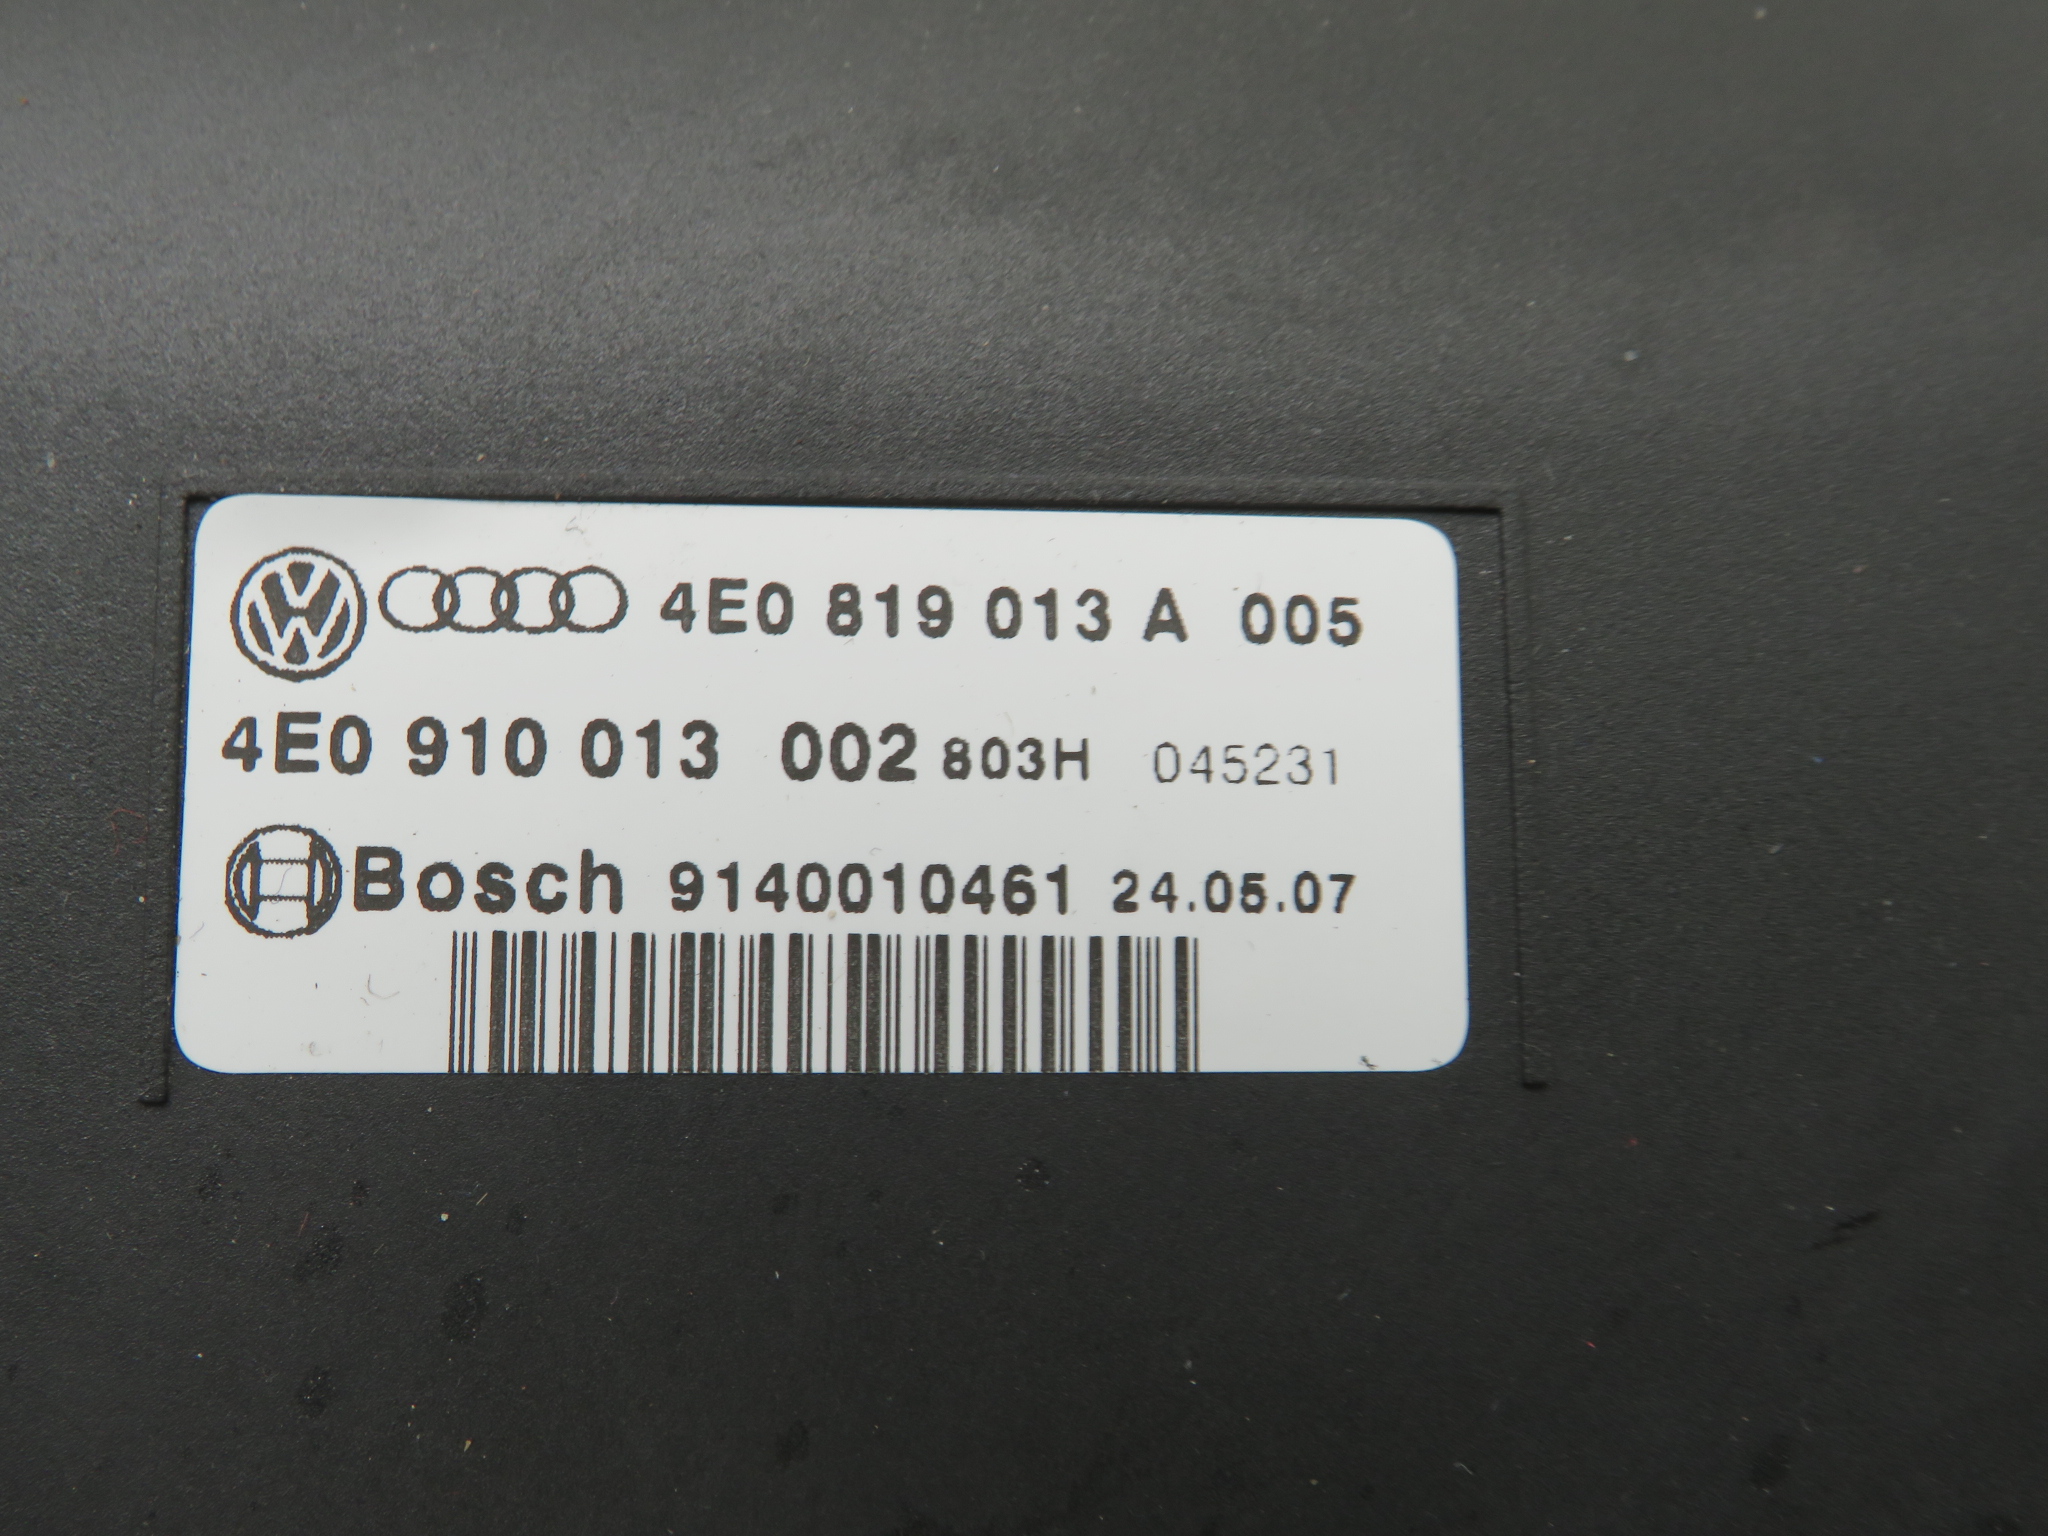 4E0 819 013 A 005
4E0 910 013 002 803H 045231
Bosch 9140010461 24.05.07